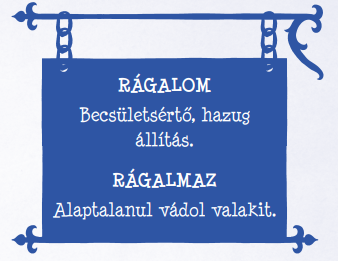 RÁGALOM
Becsületsértő, hazug
állítás.
RÁGALMAZ
Alaptalanul vádol valakit.